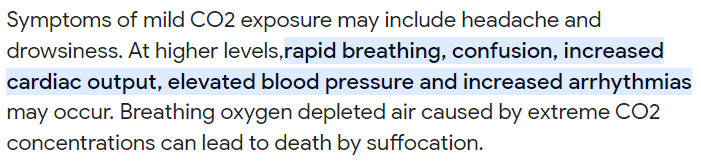 Symptoms of mild CO2 exposure may include headache and
drowsiness. At higher levels,rapid breathing, confusion, increased
cardiac output, elevated blood pressure and increased arrhythmias
may occur. Breathing oxygen depleted air caused by extreme CO2
concentrations can lead to death by suffocation.